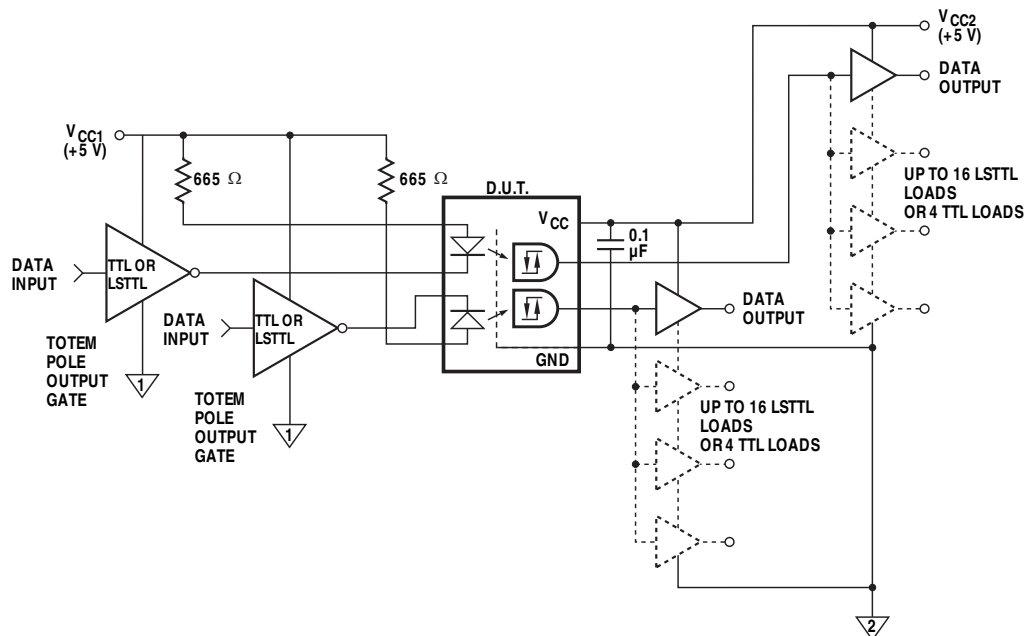 V CC2
(+5 V)
DATA
OUTPUT
V CC1
(+5 V)
665 Ω
665 Ω
D.U.T.
UP TO 16 LSTTL
LOADS
OR 4 TTL LOADS
V CC
0.1
µF
DATA
INPUT
TTL OR
LSTTL
DATA
INPUT
TTL OR
LSTTL
DATA
OUTPUT
TOTEM
POLE
OUTPUT
GATE
1
GND
TOTEM
POLE
OUTPUT
GATE
1
UP TO 16 LSTTL
LOADS
OR 4 TTL LOADS
2